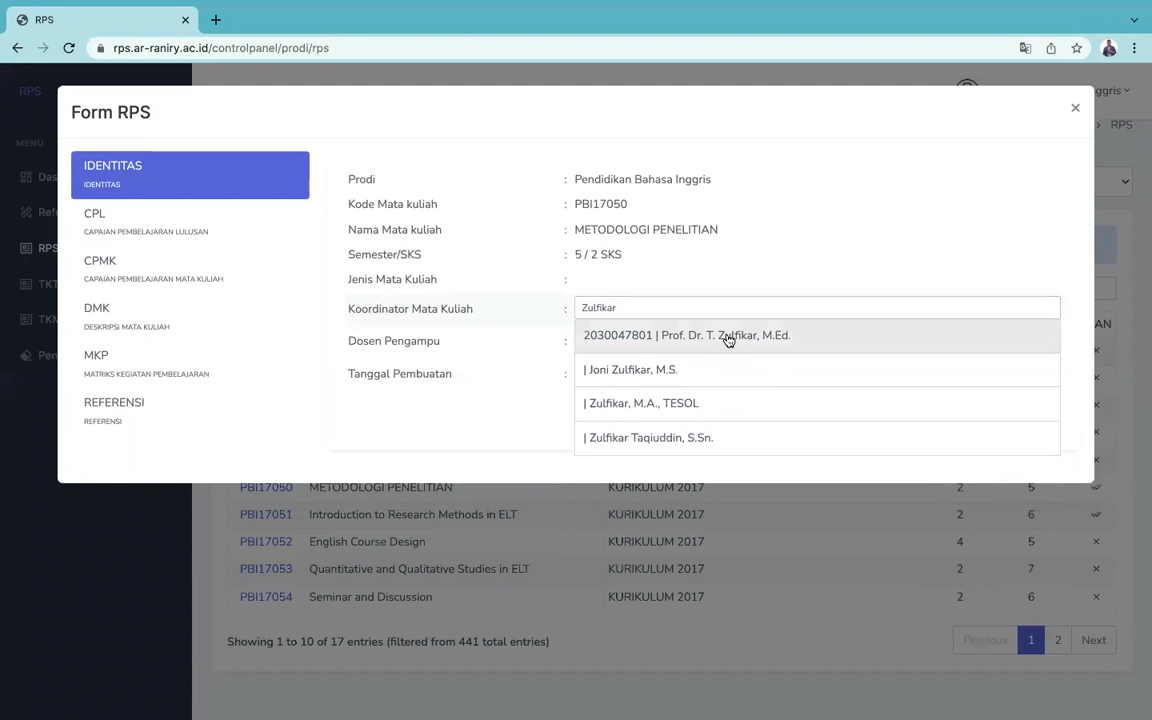 RPS
rps.ar-raniry.ac.id/controlpanel/prodi/rps
RPS
MENU
RPS
RPS
Form RPS
IDENTITAS
IDENTITAS
CPL
CAPAIAN PEMBELAJARAN LULUSAN
CPMK
CAPAIAN PEMBELAJARAN MATA KULIAH
DMK
DESKRIPSI MATA KULIAH
MKP
MATRIKS KEGIATAN PEMBELAJARAN
REFERENSI
REFERENSI
Prodi : Pendidikan Bahasa Inggris
Kode Mata kuliah : PBI17050
Nama Mata kuliah : METODOLOGI PENELITIAN
Semester/SKS : 5 / 2 SKS
Jenis Mata Kuliah :
Koordinator Mata Kuliah : Zulfikar
2030047801 | Prof. Dr. T. Zulfikar, M.Ed.
Dosen Pengampu :
| Joni Zulfikar, M.S.
Tanggal Pembuatan :
| Zulfikar, M.A., TESOL
| Zulfikar Taqiuddin, S.Sn.
PBI17050 METODOLOGI PENELITIAN KURIKULUM 2017 2 5
PBI17051 Introduction to Research Methods in ELT KURIKULUM 2017 2 6
PBI17052 English Course Design KURIKULUM 2017 4 5
PBI17053 Quantitative and Qualitative Studies in ELT KURIKULUM 2017 2 7
PBI17054 Seminar and Discussion KURIKULUM 2017 2 6
Showing 1 to 10 of 17 entries (filtered from 441 total entries)
Previous 1 2 Next